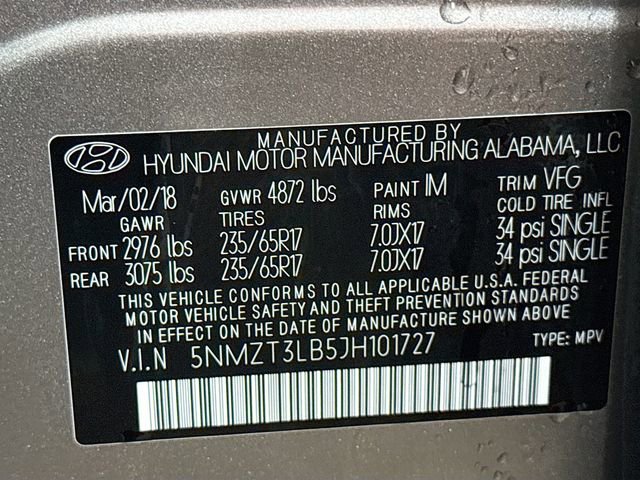 MANUFACTURED BY
HYUNDAI MOTOR MANUFACTURING ALABAMA, LLC
Mar/02/18 GVWR 4872 lbs PAINT IM TRIM VFG
GAWR TIRES RIMS COLD TIRE INFL
FRONT 2976 lbs 235/65R17 7.0JX17 34 psi SINGLE
REAR 3075 lbs 235/65R17 7.0JX17 34 psi SINGLE
THIS VEHICLE CONFORMS TO ALL APPLICABLE U.S.A. FEDERAL
MOTOR VEHICLE SAFETY AND THEFT PREVENTION STANDARDS
IN EFFECT ON THE DATE OF MANUFACTURE SHOWN ABOVE
V.I.N 5NMZT3LB5JH101727 TYPE: MPV